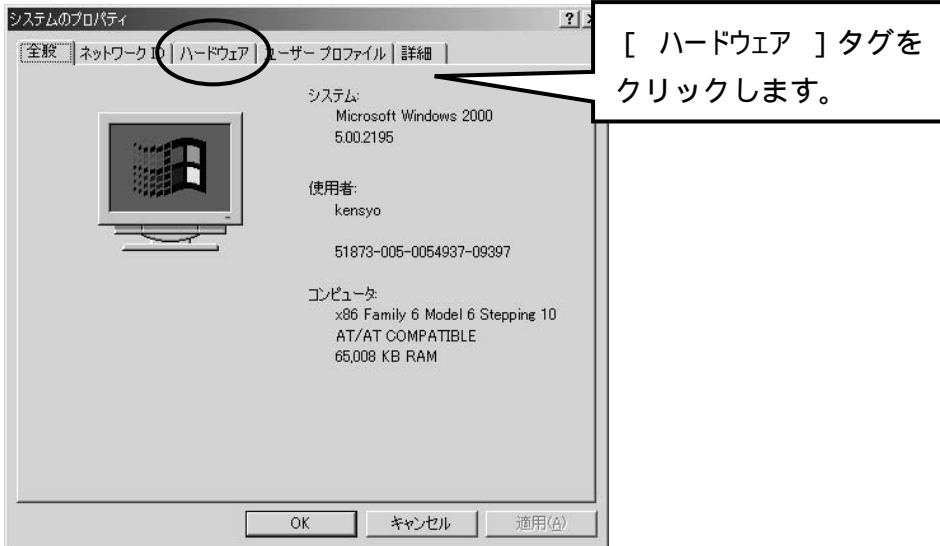 システムのプロパティ
全般 ネットワーク ID ハードウェア ユーザー プロファイル 詳細
[ ハードウェア ]タグを
クリックします。
システム:
Microsoft Windows 2000
5.00.2195
使用者:
kensyo
51873-005-0054937-09397
コンピュータ:
x86 Family 6 Model 6 Stepping 10
AT/AT COMPATIBLE
65,008 KB RAM
OK キャンセル 適用(A)